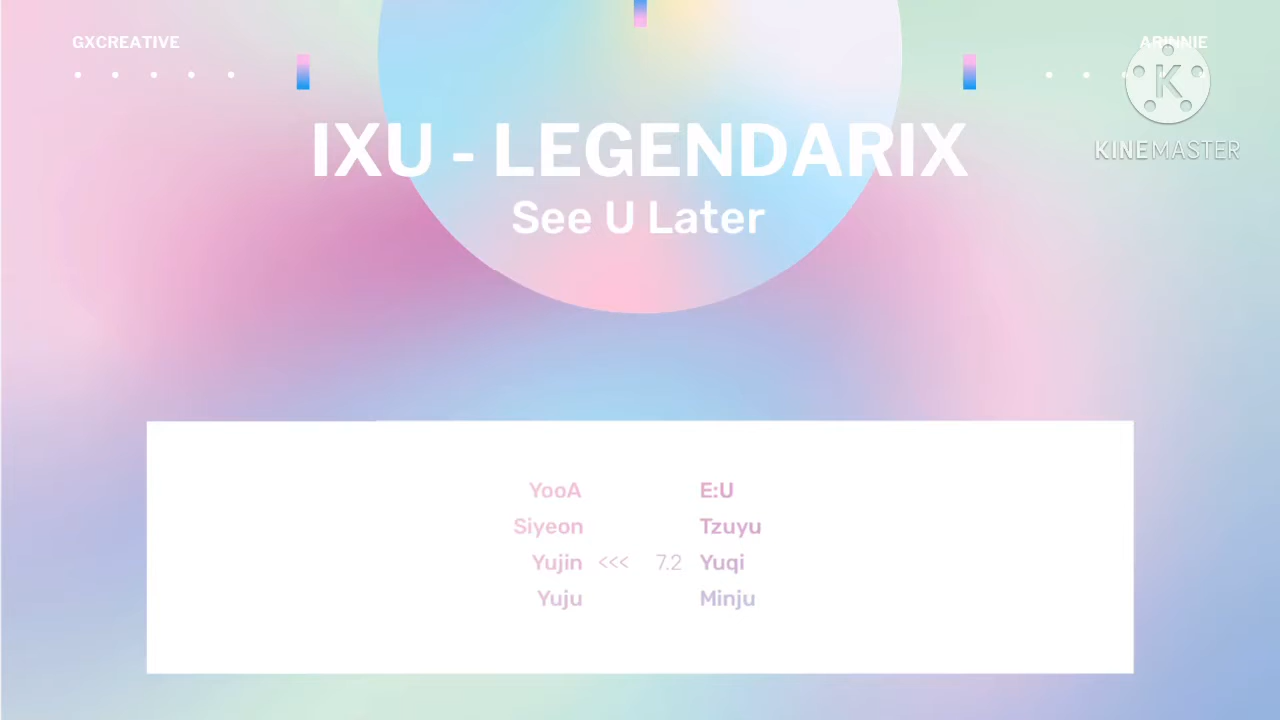 GXCREATIVE
ARINNIE
K
KINEMASTER
IXU - LEGENDARIX
See U Later
YooA E:U
Siyeon Tzuyu
Yujin <<< 7.2 Yuqi
Yuju Minju